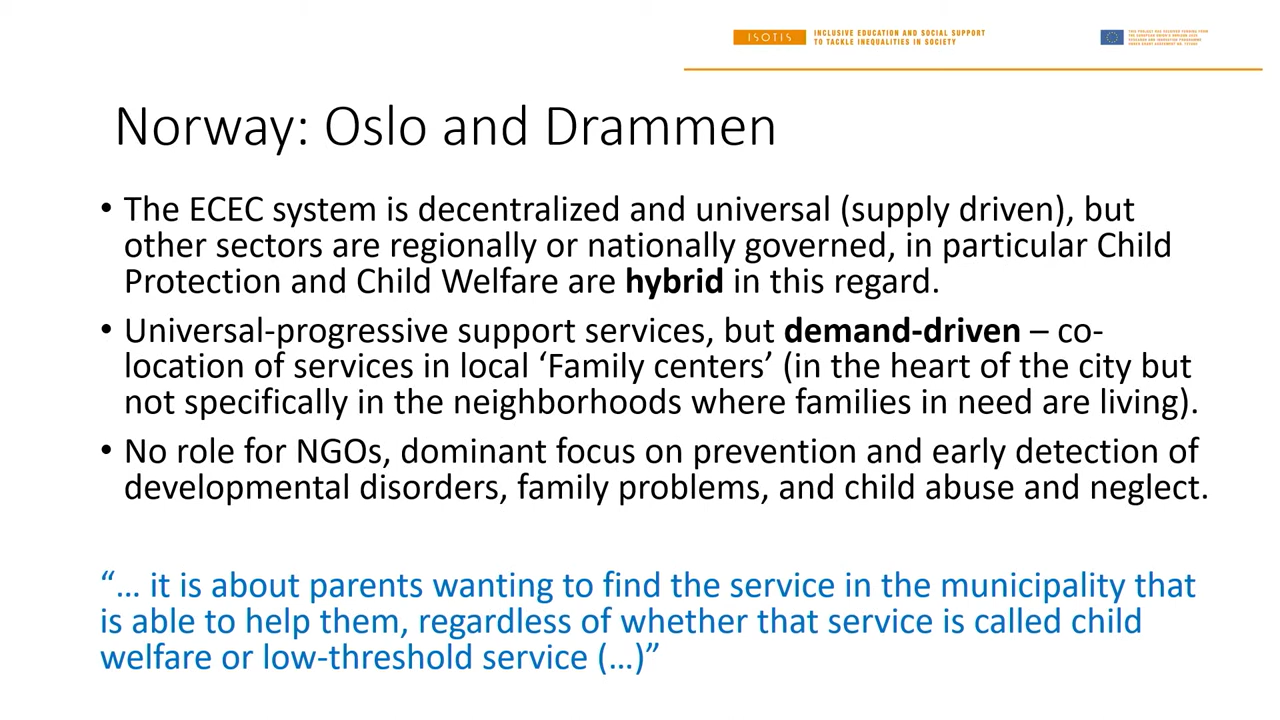 ISOTIS
INCLUSIVE EDUCATION AND SOCIAL SUPPORT
TO TACKLE INEQUALITIES IN SOCIETY
THIS PROJECT HAS RECEIVED FUNDING FROM
Norway: Oslo and Drammen
• The ECEC system is decentralized and universal (supply driven), but
other sectors are regionally or nationally governed, in particular Child
Protection and Child Welfare are hybrid in this regard.
• Universal-progressive support services, but demand-driven – co-
location of services in local ‘Family centers’ (in the heart of the city but
not specifically in the neighborhoods where families in need are living).
• No role for NGOs, dominant focus on prevention and early detection of
developmental disorders, family problems, and child abuse and neglect.
“… it is about parents wanting to find the service in the municipality that
is able to help them, regardless of whether that service is called child
welfare or low-threshold service (…)”